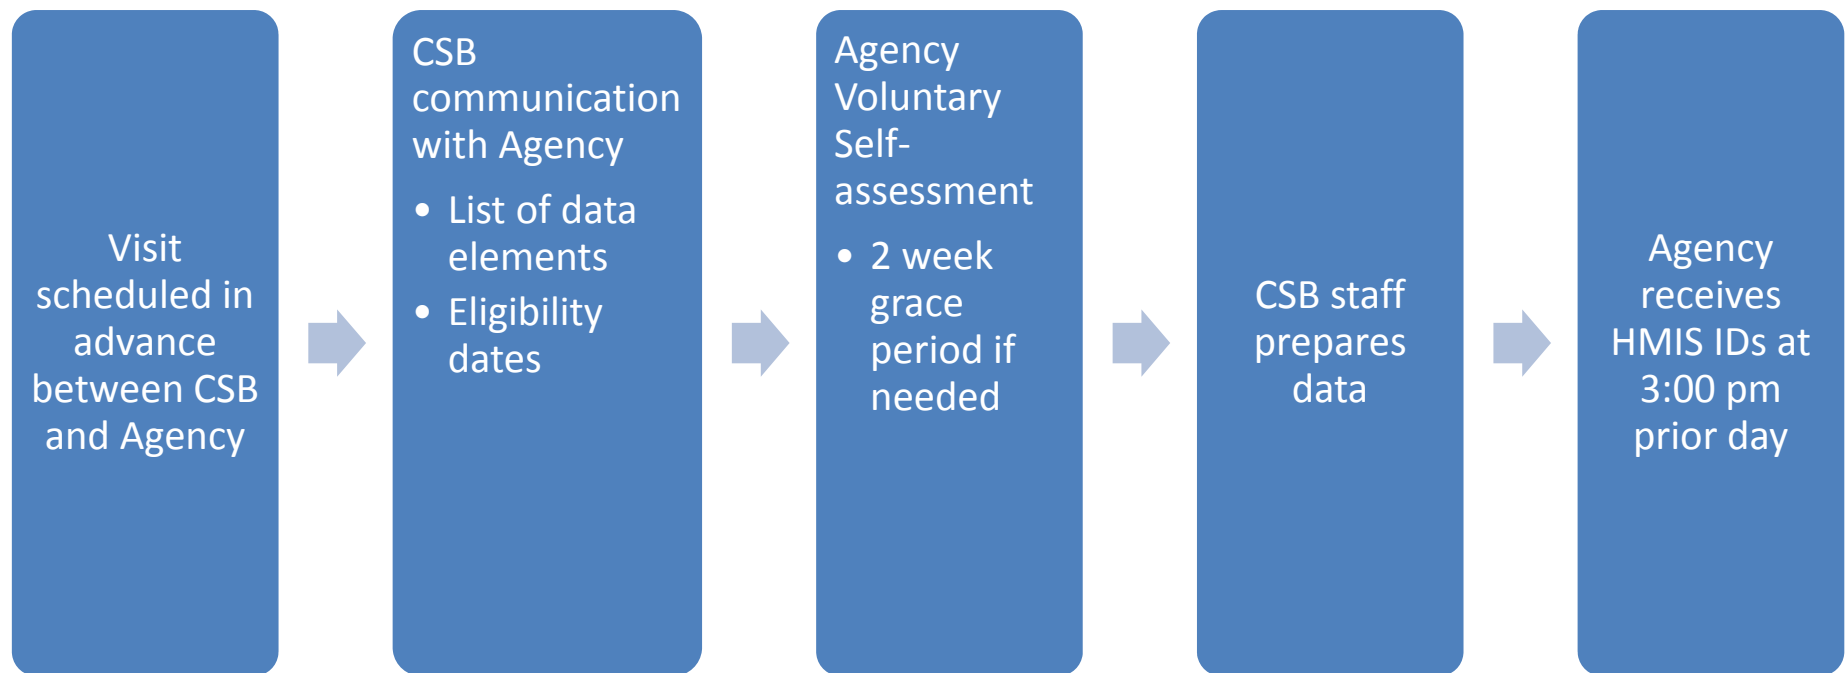 Visit
scheduled in
advance
between CSB
and Agency
CSB
communication
with Agency
• List of data
elements
• Eligibility
dates
Agency
Voluntary
Self-
assessment
• 2 week
grace
period if
needed
CSB staff
prepares
data
Agency
receives
HMIS IDs at
3:00 pm
prior day